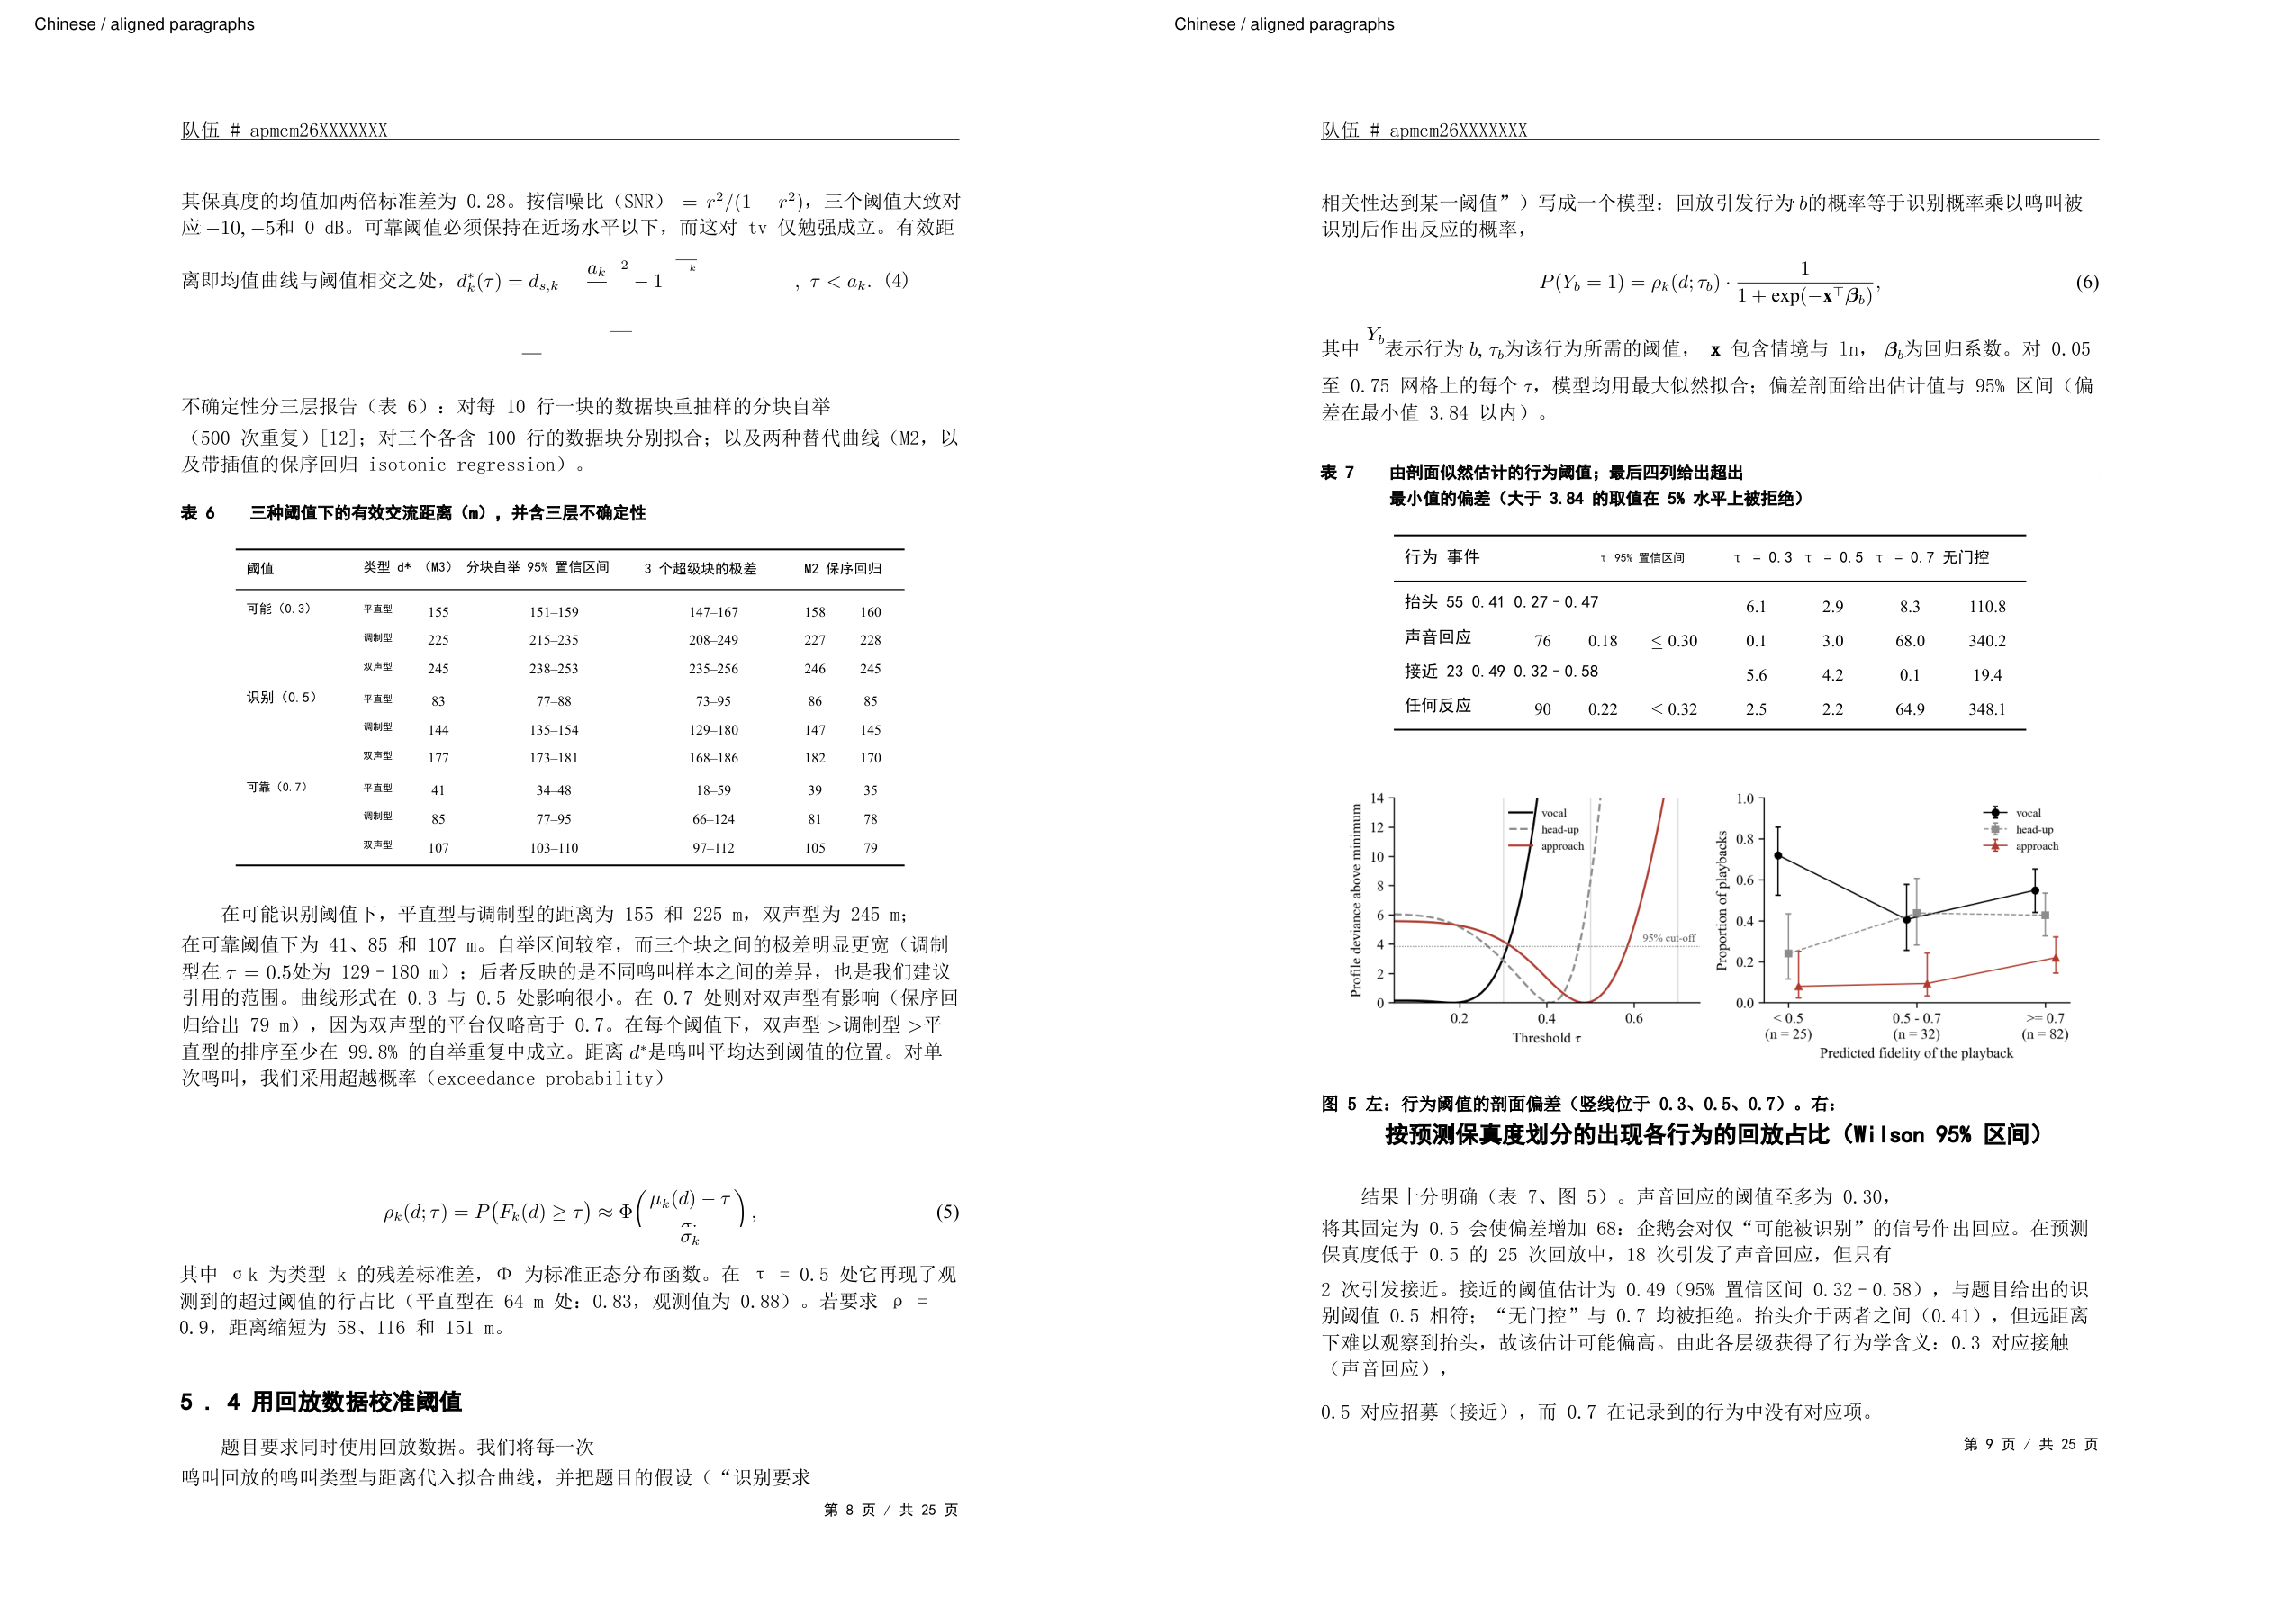 Chinese / aligned paragraphs
队伍 # apmcm26XXXXXXX
其保真度的均值加两倍标准差为 0.28。按信噪比（SNR） = r²/(1 − r²)，三个阈值大致对
应 −10, −5和 0 dB。可靠阈值必须保持在近场水平以下，而这对 tv 仅勉强成立。有效距
离即均值曲线与阈值相交之处，d*k(τ) = ds,k ak 2 − 1 k , τ < ak. (4)
不确定性分三层报告（表 6）：对每 10 行一块的数据块重抽样的分块自举
（500 次重复）[12]；对三个各含 100 行的数据块分别拟合；以及两种替代曲线（M2，以
及带插值的保序回归 isotonic regression）。
表 6 三种阈值下的有效交流距离（m），并含三层不确定性
阈值 类型 d* （M3） 分块自举 95% 置信区间 3 个超级块的极差 M2 保序回归
可能（0.3） 平直型 155 151–159 147–167 158 160
调制型 225 215–235 208–249 227 228
双声型 245 238–253 235–256 246 245
识别（0.5） 平直型 83 77–88 73–95 86 85
调制型 144 135–154 129–180 147 145
双声型 177 173–181 168–186 182 170
可靠（0.7） 平直型 41 34–48 18–59 39 35
调制型 85 77–95 66–124 81 78
双声型 107 103–110 97–112 105 79
在可能识别阈值下，平直型与调制型的距离为 155 和 225 m，双声型为 245 m；
在可靠阈值下为 41、85 和 107 m。自举区间较窄，而三个块之间的极差明显更宽（调制
型在 τ = 0.5处为 129–180 m）；后者反映的是不同鸣叫样本之间的差异，也是我们建议
引用的范围。曲线形式在 0.3 与 0.5 处影响很小。在 0.7 处则对双声型有影响（保序回
归给出 79 m），因为双声型的平台仅略高于 0.7。在每个阈值下，双声型 >调制型 >平
直型的排序至少在 99.8% 的自举重复中成立。距离 d*是鸣叫平均达到阈值的位置。对单
次鸣叫，我们采用超越概率（exceedance probability）
ρk(d; τ) = P(Fk(d) ≥ τ) ≈ Φ( μk(d) − τ / σk ), (5)
其中 σk 为类型 k 的残差标准差，Φ 为标准正态分布函数。在 τ = 0.5 处它再现了观
测到的超过阈值的行占比（平直型在 64 m 处：0.83，观测值为 0.88）。若要求 ρ =
0.9，距离缩短为 58、116 和 151 m。
5 . 4 用回放数据校准阈值
题目要求同时使用回放数据。我们将每一次
鸣叫回放的鸣叫类型与距离代入拟合曲线，并把题目的假设（“识别要求
第 8 页 / 共 25 页
Chinese / aligned paragraphs
队伍 # apmcm26XXXXXXX
相关性达到某一阈值”）写成一个模型：回放引发行为 b的概率等于识别概率乘以鸣叫被
识别后作出反应的概率，
P(Yb = 1) = ρk(d; τb) · 1 / 1 + exp(−x⊤βb), (6)
其中 Yb表示行为 b, τb为该行为所需的阈值， x 包含情境与 ln， βb为回归系数。对 0.05
至 0.75 网格上的每个 τ，模型均用最大似然拟合；偏差剖面给出估计值与 95% 区间（偏
差在最小值 3.84 以内）。
表 7 由剖面似然估计的行为阈值；最后四列给出超出
最小值的偏差（大于 3.84 的取值在 5% 水平上被拒绝）
行为 事件 τ 95% 置信区间 τ = 0.3 τ = 0.5 τ = 0.7 无门控
抬头 55 0.41 0.27–0.47 6.1 2.9 8.3 110.8
声音回应 76 0.18 ≤ 0.30 0.1 3.0 68.0 340.2
接近 23 0.49 0.32–0.58 5.6 4.2 0.1 19.4
任何反应 90 0.22 ≤ 0.32 2.5 2.2 64.9 348.1
Profile deviance above minimum
14
12
10
8
6
4
2
0
0.2 0.4 0.6
Threshold τ
vocal
head-up
approach
95% cut-off
Proportion of playbacks
1.0
0.8
0.6
0.4
0.2
0.0
vocal
head-up
approach
< 0.5 0.5 - 0.7 >= 0.7
(n = 25) (n = 32) (n = 82)
Predicted fidelity of the playback
图 5 左：行为阈值的剖面偏差（竖线位于 0.3、0.5、0.7）。右：
按预测保真度划分的出现各行为的回放占比（Wilson 95% 区间）
结果十分明确（表 7、图 5）。声音回应的阈值至多为 0.30，
将其固定为 0.5 会使偏差增加 68：企鹅会对仅“可能被识别”的信号作出回应。在预测
保真度低于 0.5 的 25 次回放中，18 次引发了声音回应，但只有
2 次引发接近。接近的阈值估计为 0.49（95% 置信区间 0.32–0.58），与题目给出的识
别阈值 0.5 相符；“无门控”与 0.7 均被拒绝。抬头介于两者之间（0.41），但远距离
下难以观察到抬头，故该估计可能偏高。由此各层级获得了行为学含义：0.3 对应接触
（声音回应），
0.5 对应招募（接近），而 0.7 在记录到的行为中没有对应项。
第 9 页 / 共 25 页